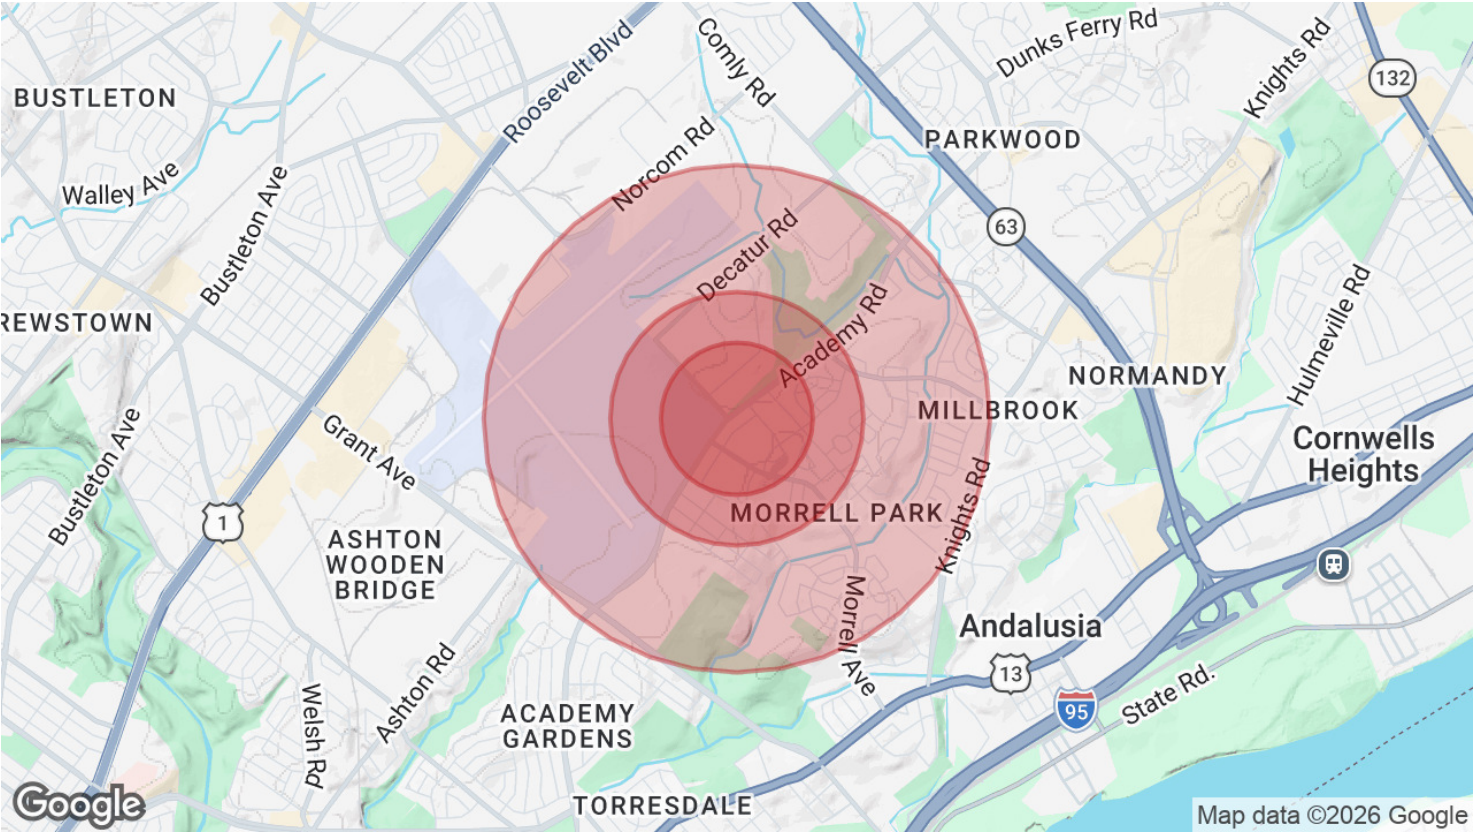 Roosevelt Blvd
Comly Rd
Dunks Ferry Rd
Knights Rd
132
BUSTLETON
PARKWOOD
Norcom Rd
Walley Ave
Bustleton Ave
63
Decatur Rd
REWSTOWN
Academy Rd
Hulmeville Rd
NORMANDY
MILLBROOK
Grant Ave
Bustleton Ave
Cornwells
Heights
1
MORRELL PARK
Knights Rd
ASHTON
WOODEN
BRIDGE
Morrell Ave
Andalusia
13
95
State Rd.
Ashton Rd
Welsh Rd
ACADEMY
GARDENS
TORRESDALE
Google
Map data ©2026 Google